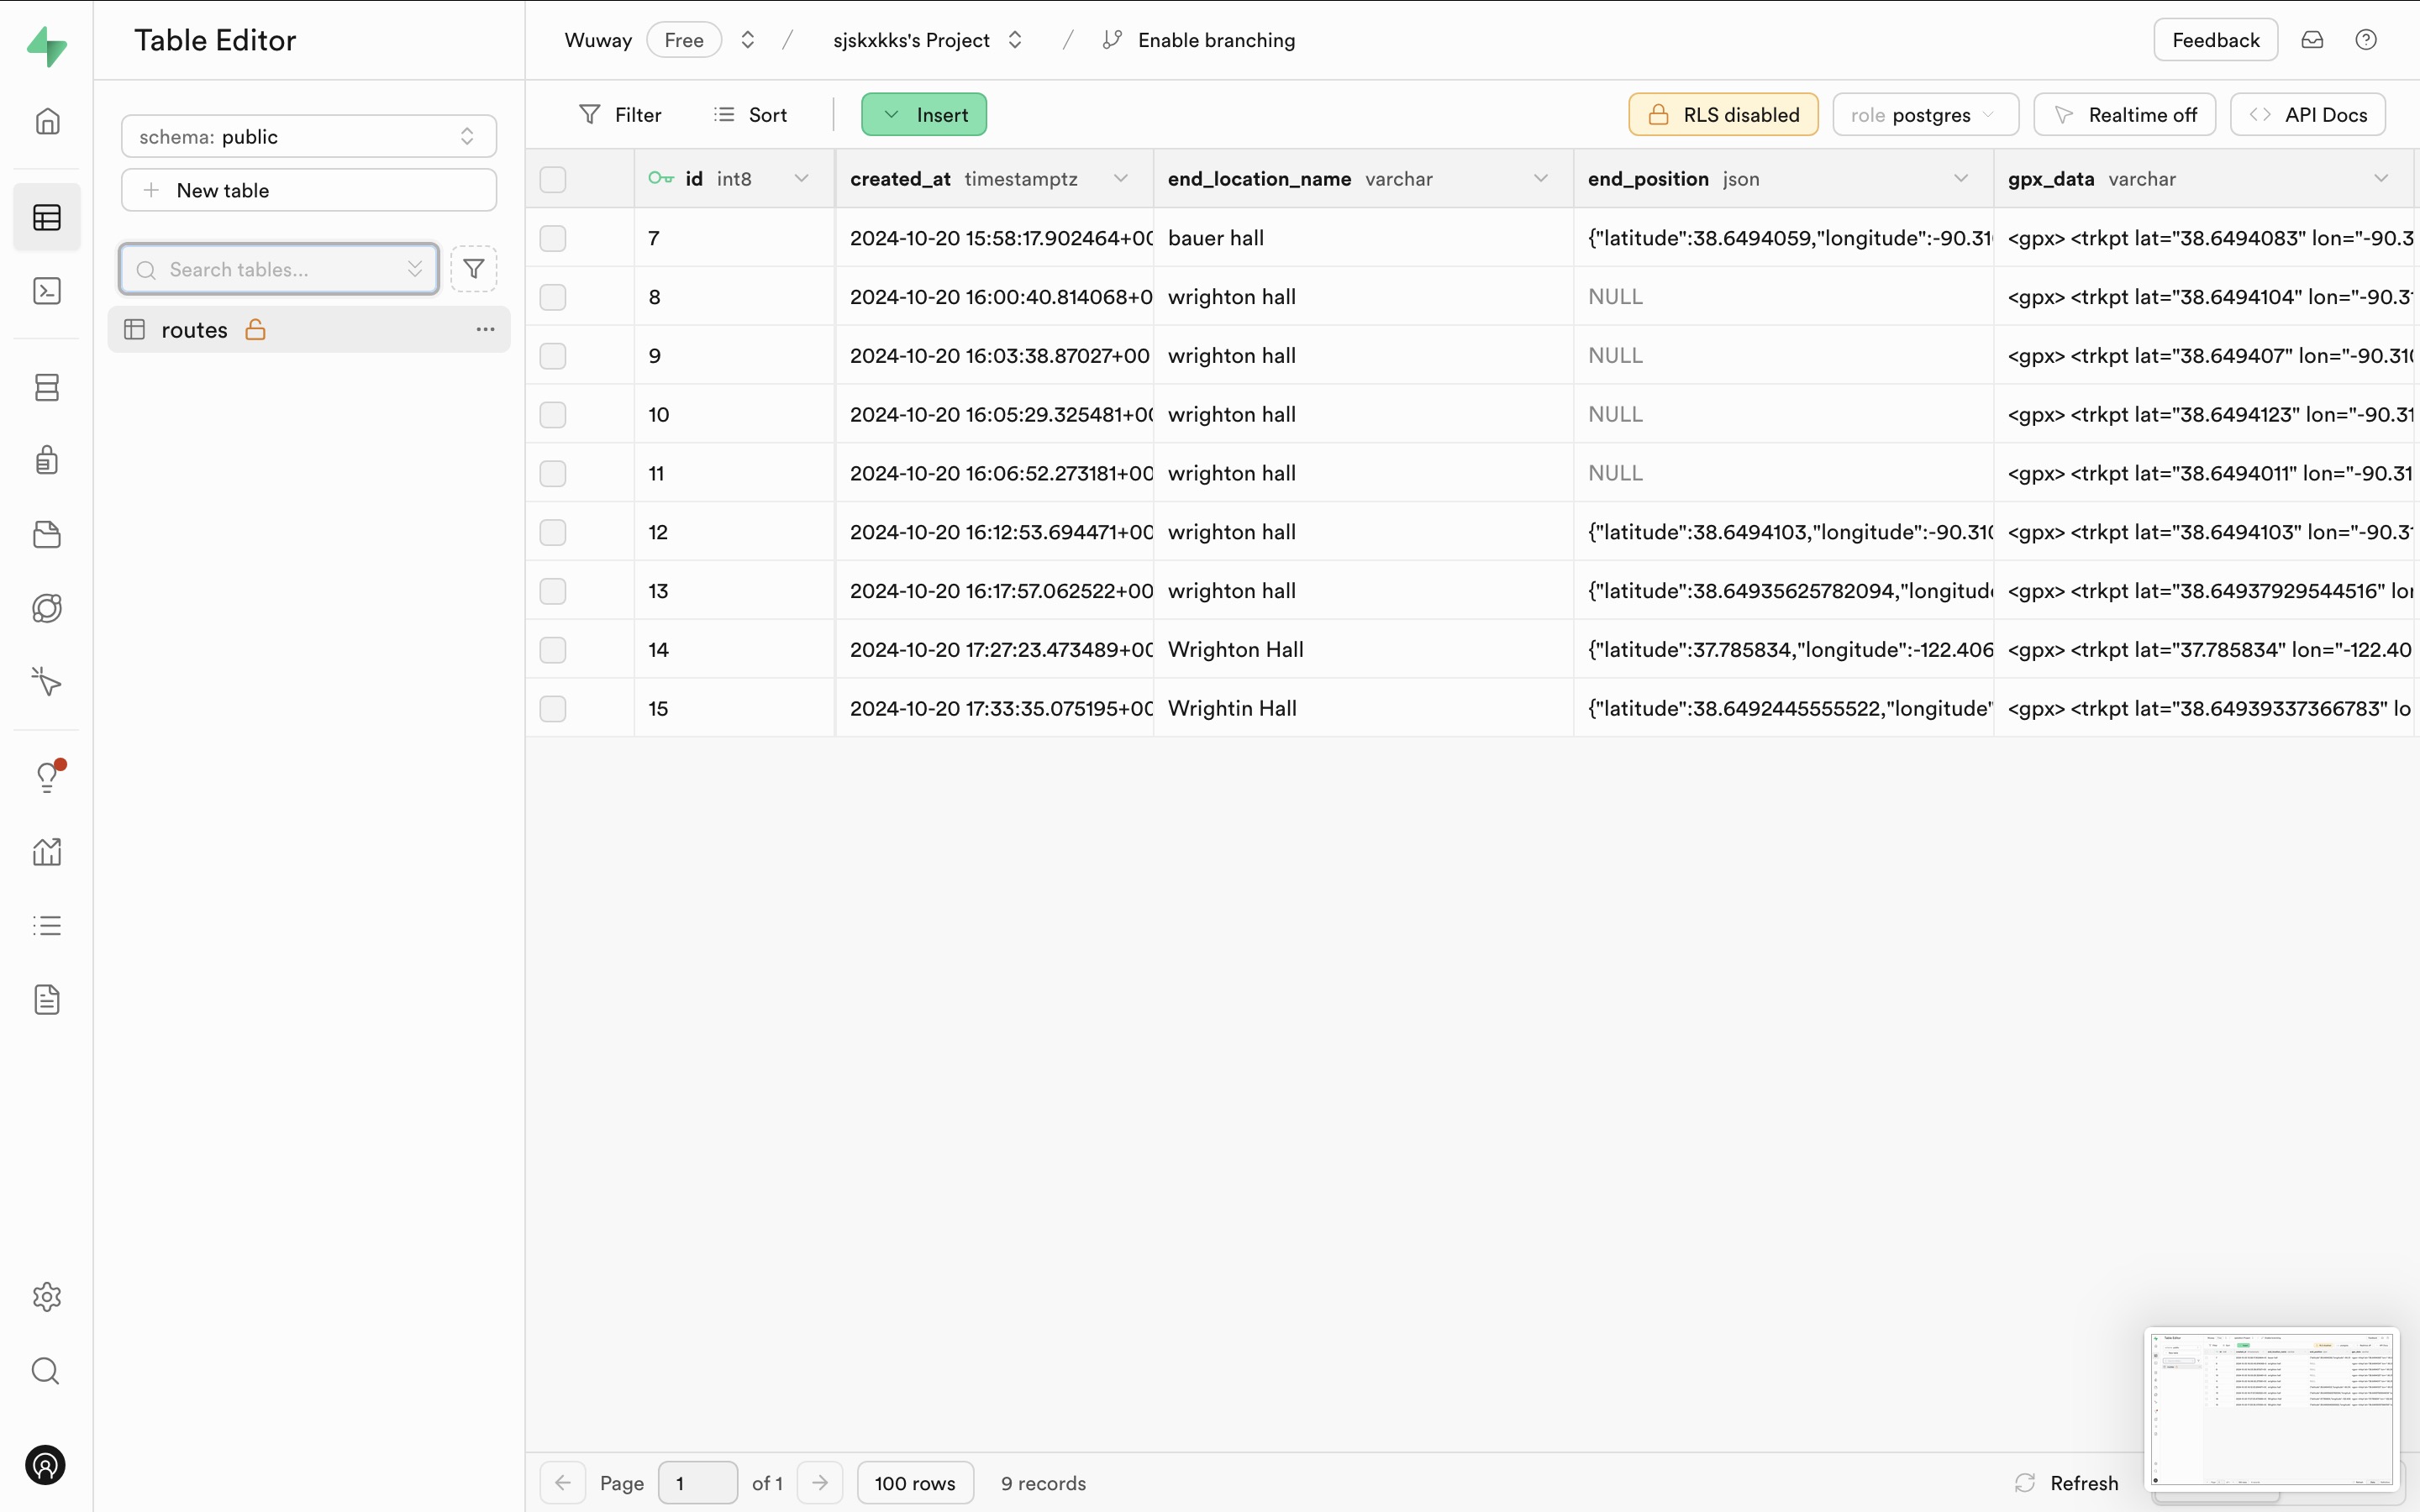 Table Editor
Wuway Free / sjskxkks's Project / Enable branching
Feedback
schema: public
New table
Search tables...
routes
Filter Sort Insert RLS disabled role postgres Realtime off API Docs
id int8 created_at timestamptz end_location_name varchar end_position json gpx_data varchar
7 2024-10-20 15:58:17.902464+00 bauer hall {"latitude":38.6494059,"longitude":-90.31 <gpx> <trkpt lat="38.6494083" lon="-90.3
8 2024-10-20 16:00:40.814068+0 wrighton hall NULL <gpx> <trkpt lat="38.6494104" lon="-90.3
9 2024-10-20 16:03:38.87027+00 wrighton hall NULL <gpx> <trkpt lat="38.649407" lon="-90.310
10 2024-10-20 16:05:29.325481+00 wrighton hall NULL <gpx> <trkpt lat="38.6494123" lon="-90.31
11 2024-10-20 16:06:52.273181+00 wrighton hall NULL <gpx> <trkpt lat="38.6494011" lon="-90.31
12 2024-10-20 16:12:53.694471+00 wrighton hall {"latitude":38.6494103,"longitude":-90.310 <gpx> <trkpt lat="38.6494103" lon="-90.3
13 2024-10-20 16:17:57.062522+00 wrighton hall {"latitude":38.64935625782094,"longitude <gpx> <trkpt lat="38.64937929544516" lon
14 2024-10-20 17:27:23.473489+00 Wrighton Hall {"latitude":37.785834,"longitude":-122.406 <gpx> <trkpt lat="37.785834" lon="-122.40
15 2024-10-20 17:33:35.075195+00 Wrightin Hall {"latitude":38.6492445555522,"longitude" <gpx> <trkpt lat="38.64939337366783" lo
Page 1 of 1 100 rows 9 records Refresh